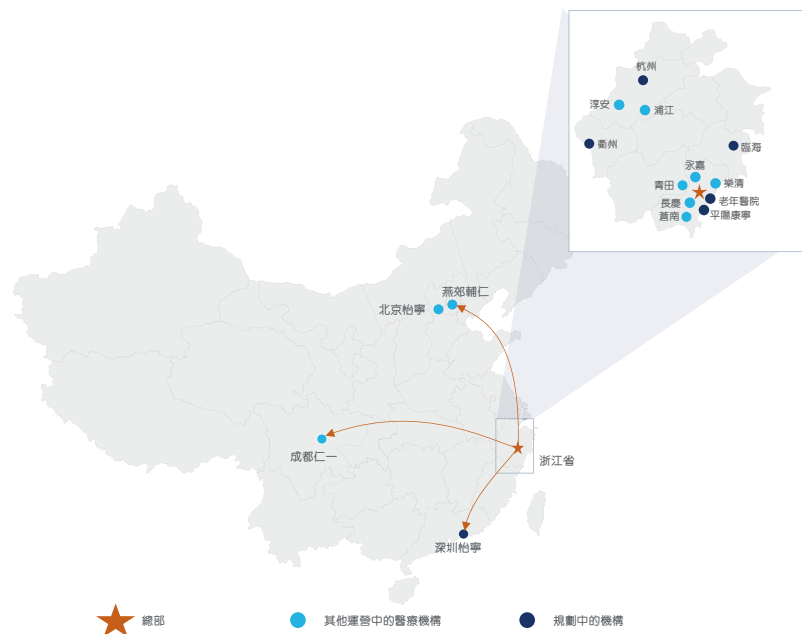 杭州
淳安
浦江
衢州
臨海
永嘉
青田
樂清
長慶
老年醫院
蒼南
平陽康寧
燕郊輔仁
北京怡寧
成都仁一
浙江省
深圳怡寧
總部
其他運營中的醫療機構
規劃中的機構